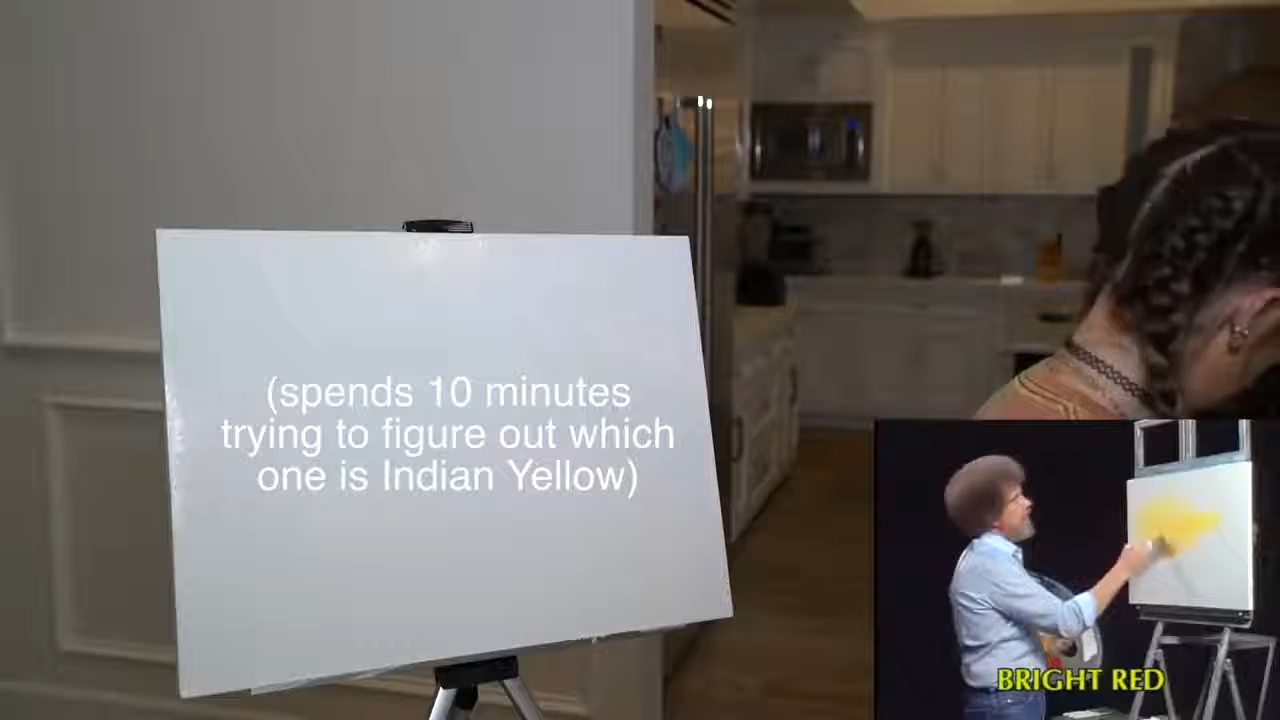 (spends 10 minutes
trying to figure out which
one is Indian Yellow)
BRIGHT RED